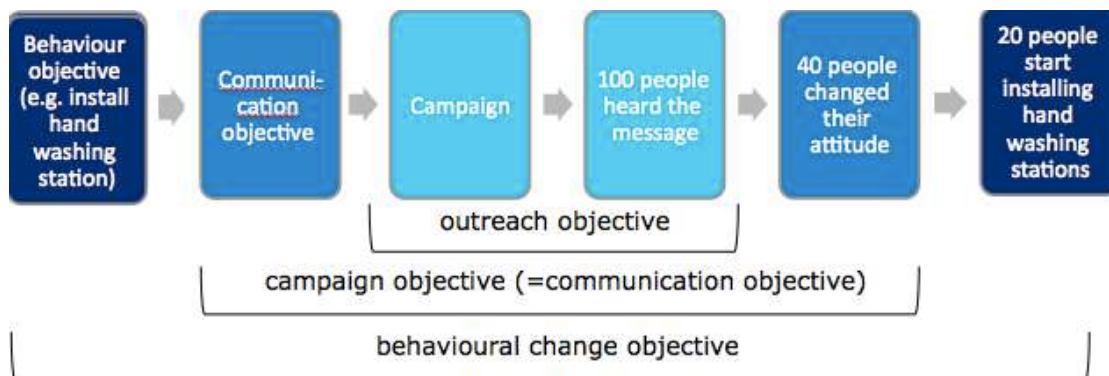 Behaviour
objective
(e.g. install
hand
washing
station)
Communi-
cation
objective
Campaign
100 people
heard the
message
40 people
changed
their
attitude
20 people
start
installing
hand
washing
stations
outreach objective
campaign objective (=communication objective)
behavioural change objective